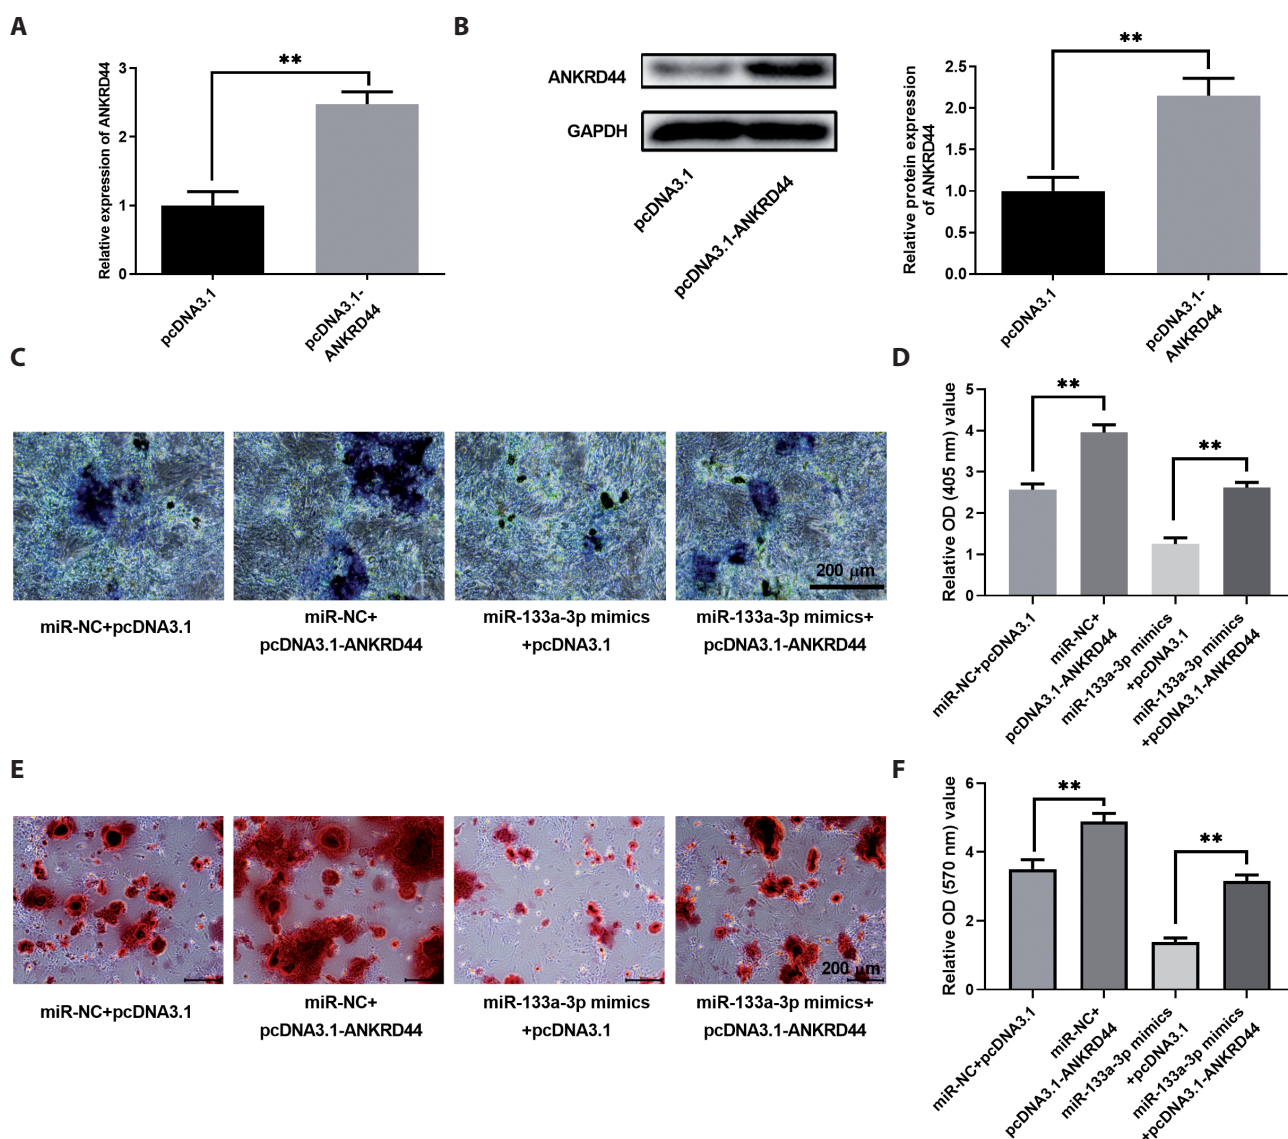 A
Relative expression of ANKRD44
3
2
1
0
**
pcDNA3.1
pcDNA3.1-
ANKRD44
B
ANKRD44
GAPDH
pcDNA3.1
pcDNA3.1-ANKRD44
Relative protein expression
of ANKRD44
2.5
2.0
1.5
1.0
0.5
0.0
**
pcDNA3.1
pcDNA3.1-
ANKRD44
C
200 μm
miR-NC+pcDNA3.1
miR-NC+
pcDNA3.1-ANKRD44
miR-133a-3p mimics
+pcDNA3.1
miR-133a-3p mimics+
pcDNA3.1-ANKRD44
D
Relative OD (405 nm) value
5
4
3
2
1
0
**
**
miR-NC+pcDNA3.1
miR-NC+
pcDNA3.1-ANKRD44
miR-133a-3p mimics
+pcDNA3.1
miR-133a-3p mimics
+pcDNA3.1-ANKRD44
E
200 μm
miR-NC+pcDNA3.1
miR-NC+
pcDNA3.1-ANKRD44
miR-133a-3p mimics
+pcDNA3.1
miR-133a-3p mimics+
pcDNA3.1-ANKRD44
F
Relative OD (570 nm) value
6
4
2
0
**
**
miR-NC+pcDNA3.1
miR-NC+
pcDNA3.1-ANKRD44
miR-133a-3p mimics
+pcDNA3.1
miR-133a-3p mimics
+pcDNA3.1-ANKRD44